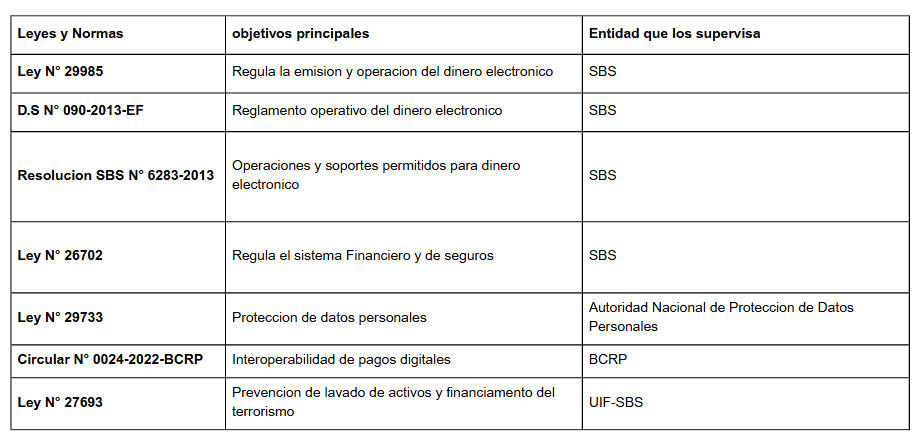 Leyes y Normas objetivos principales Entidad que los supervisa
Ley N° 29985 Regula la emision y operacion del dinero electronico SBS
D.S N° 090-2013-EF Reglamento operativo del dinero electronico SBS
Resolucion SBS N° 6283-2013 Operaciones y soportes permitidos para dinero
electronico SBS
Ley N° 26702 Regula el sistema Financiero y de seguros SBS
Ley N° 29733 Proteccion de datos personales Autoridad Nacional de Proteccion de Datos
Personales
Circular N° 0024-2022-BCRP Interoperabilidad de pagos digitales BCRP
Ley N° 27693 Prevencion de lavado de activos y financiamento del
terrorismo UIF-SBS